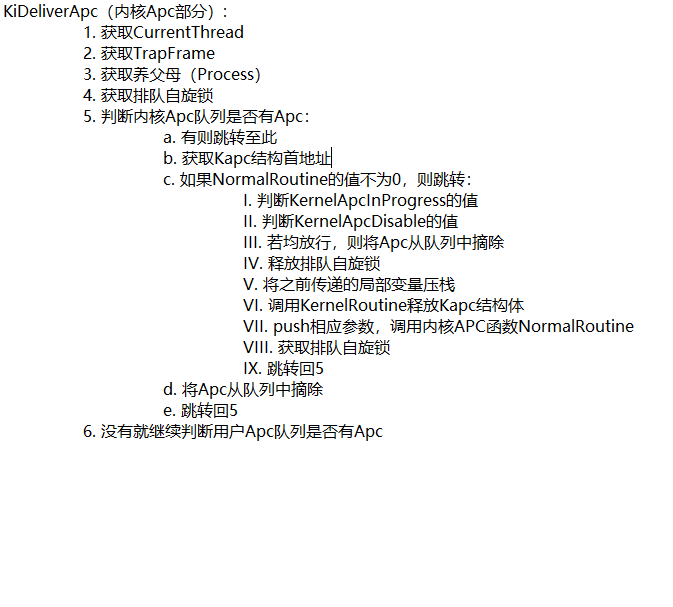 KiDeliverApc（内核Apc部分）:
1. 获取CurrentThread
2. 获取TrapFrame
3. 获取养父母（Process）
4. 获取排队自旋锁
5. 判断内核Apc队列是否有Apc：
a. 有则跳转至此
b. 获取Kapc结构首地址
c. 如果NormalRoutine的值不为0，则跳转：
I. 判断KernelApcInProgress的值
II. 判断KernelApcDisable的值
III. 若均放行，则将Apc从队列中摘除
IV. 释放排队自旋锁
V. 将之前传递的局部变量压栈
VI. 调用KernelRoutine释放Kapc结构体
VII. push相应参数，调用内核APC函数NormalRoutine
VIII. 获取排队自旋锁
IX. 跳转回5
d. 将Apc从队列中摘除
e. 跳转回5
6. 没有就继续判断用户Apc队列是否有Apc